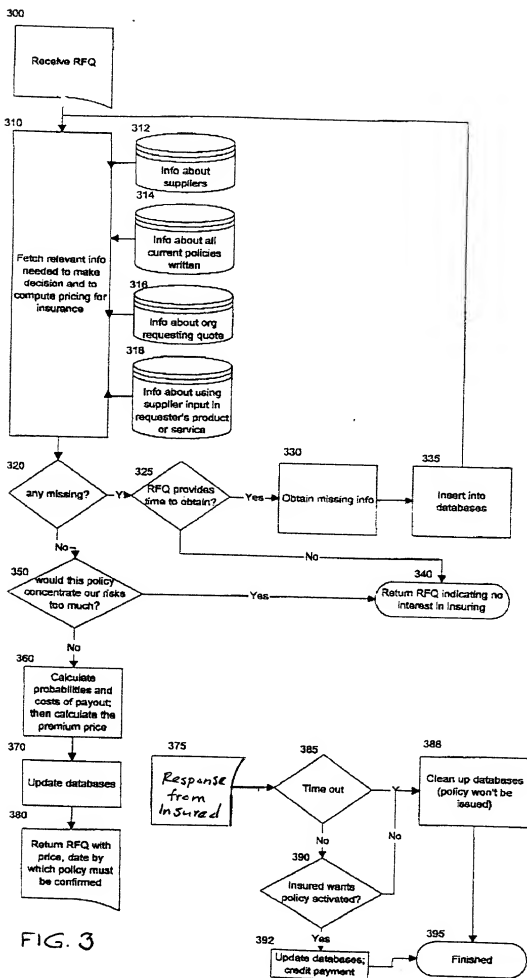 300
Receive RFQ
310
312
Info about
suppliers
314
Info about all
current policies
written
Fetch relevant info
needed to make
decision and to
compute pricing for
insurance
316
Info about org
requesting quote
318
Info about using
supplier input in
requester's product
or service
320
any missing?
Y
325
RFQ provides
time to obtain?
Yes
330
Obtain missing info
335
Insert into
databases
No
No
350
would this policy
concentrate our risks
too much?
Yes
340
Return RFQ indicating no
interest in insuring
No
360
Calculate
probabilities and
costs of payout;
then calculate the
premium price
370
Update databases
380
Return RFQ with
price, date by
which policy must
be confirmed
375
Response
from
Insured
385
Time out
Y
388
Clean up databases
(policy won't be
issued)
No
No
390
Insured wants
policy activated?
Yes
392
Update databases;
credit payment
395
Finished
FIG. 3